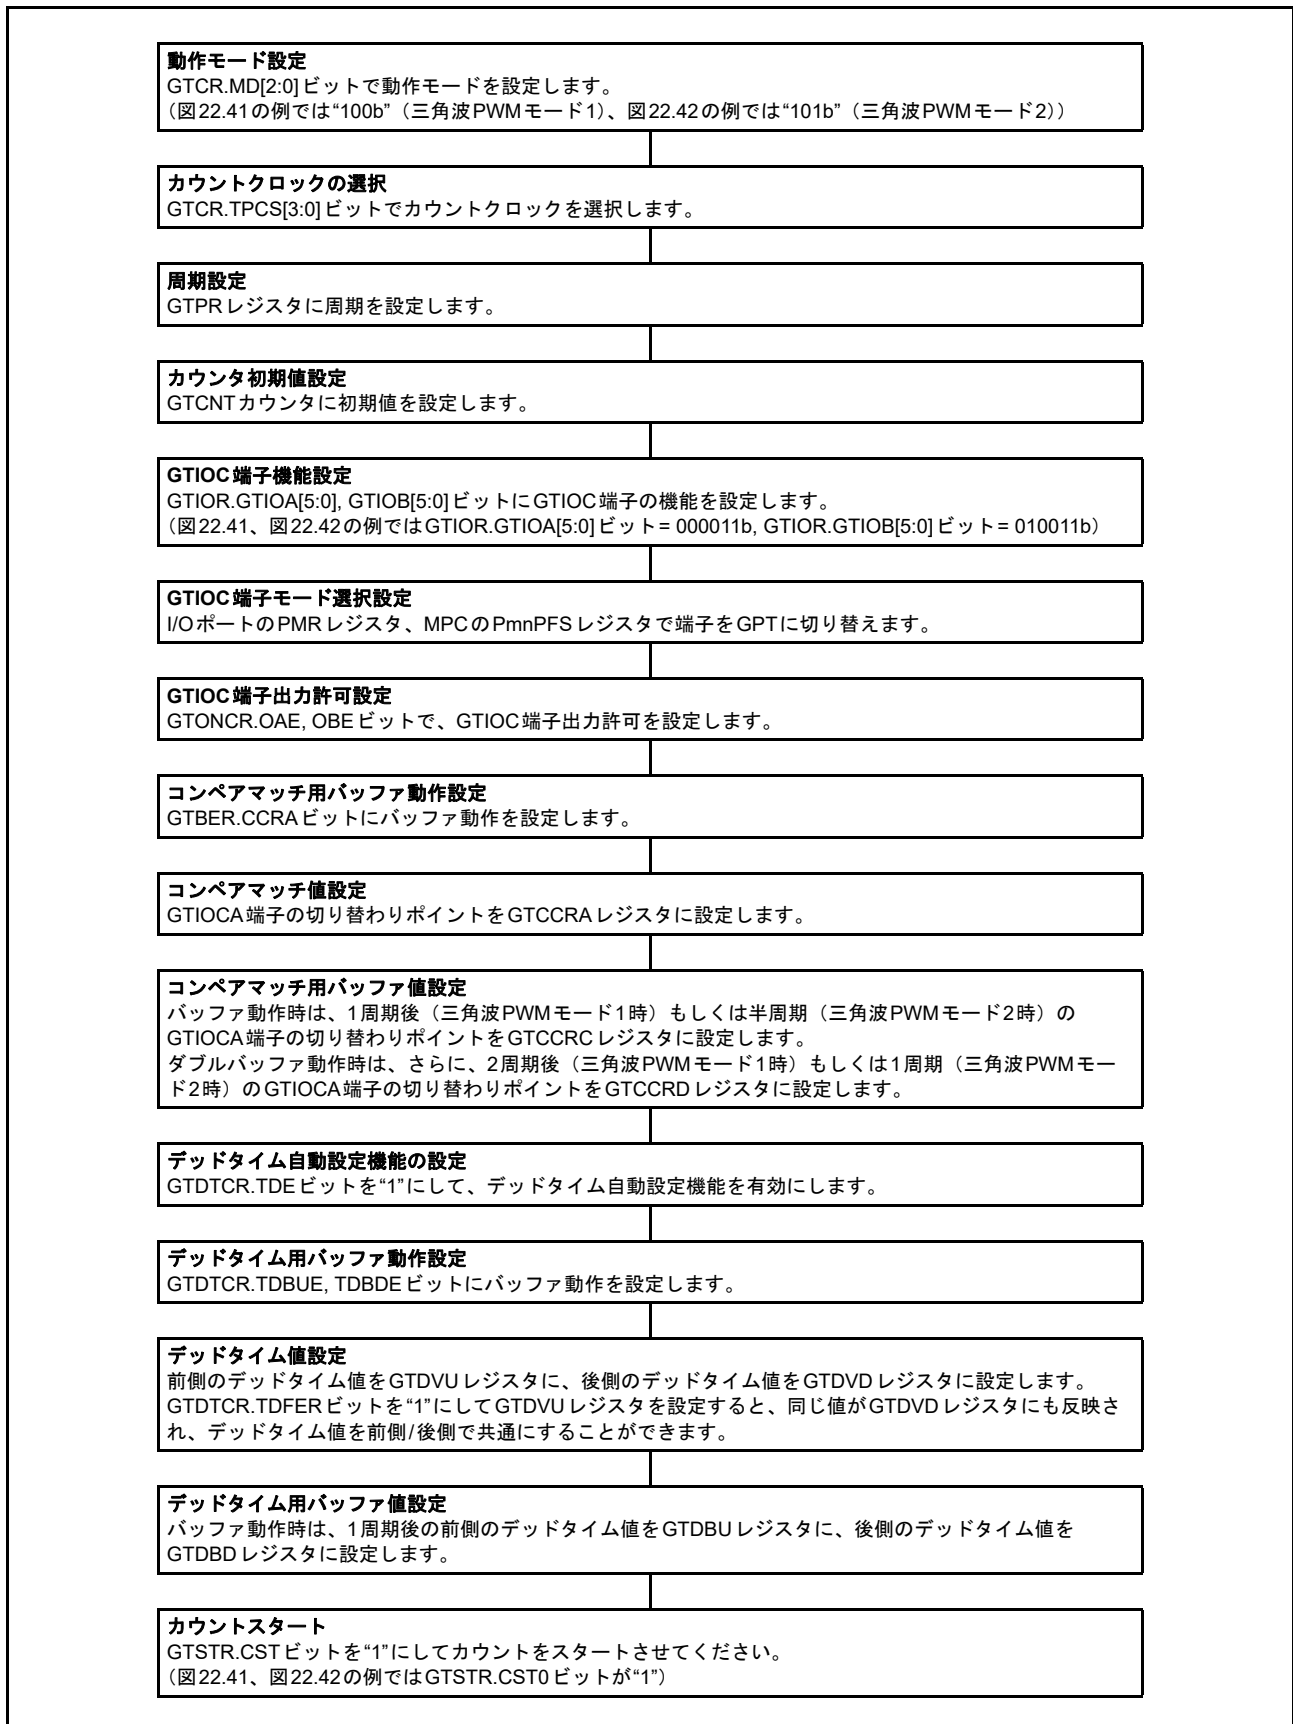 動作モード設定
GTCR.MD[2:0]ビットで動作モードを設定します。
（図22.41の例では“100b”（三角波PWMモード1）、図22.42の例では“101b”（三角波PWMモード2））
カウントクロックの選択
GTCR.TPCS[3:0]ビットでカウントクロックを選択します。
周期設定
GTPRレジスタに周期を設定します。
カウンタ初期値設定
GTCNTカウンタに初期値を設定します。
GTIOC端子機能設定
GTIOR.GTIOA[5:0], GTIOB[5:0]ビットにGTIOC端子の機能を設定します。
（図22.41、図22.42の例ではGTIOR.GTIOA[5:0]ビット= 000011b, GTIOR.GTIOB[5:0]ビット= 010011b）
GTIOC端子モード選択設定
I/OポートのPMRレジスタ、MPCのPmnPFSレジスタで端子をGPTに切り替えます。
GTIOC端子出力許可設定
GTONCR.OAE, OBEビットで、GTIOC端子出力許可を設定します。
コンペアマッチ用バッファ動作設定
GTBER.CCRAビットにバッファ動作を設定します。
コンペアマッチ値設定
GTIOCA端子の切り替わりポイントをGTCCRAレジスタに設定します。
コンペアマッチ用バッファ値設定
バッファ動作時は、1周期後（三角波PWMモード1時）もしくは半周期（三角波PWMモード2時）の
GTIOCA端子の切り替わりポイントをGTCCRCレジスタに設定します。
ダブルバッファ動作時は、さらに、2周期後（三角波PWMモード1時）もしくは1周期（三角波PWMモー
ド2時）のGTIOCA端子の切り替わりポイントをGTCCRDレジスタに設定します。
デッドタイム自動設定機能の設定
GTDTCR.TDEビットを“1”にして、デッドタイム自動設定機能を有効にします。
デッドタイム用バッファ動作設定
GTDTCR.TDBUE, TDBDEビットにバッファ動作を設定します。
デッドタイム値設定
前側のデッドタイム値をGTDVUレジスタに、後側のデッドタイム値をGTDVDレジスタに設定します。
GTDTCR.TDFERビットを“1”にしてGTDVUレジスタを設定すると、同じ値がGTDVDレジスタにも反映さ
れ、デッドタイム値を前側/後側で共通にすることができます。
デッドタイム用バッファ値設定
バッファ動作時は、1周期後の前側のデッドタイム値をGTDBUレジスタに、後側のデッドタイム値を
GTDBDレジスタに設定します。
カウントスタート
GTSTR.CSTビットを“1”にしてカウントをスタートさせてください。
（図22.41、図22.42の例ではGTSTR.CST0ビットが“1”）